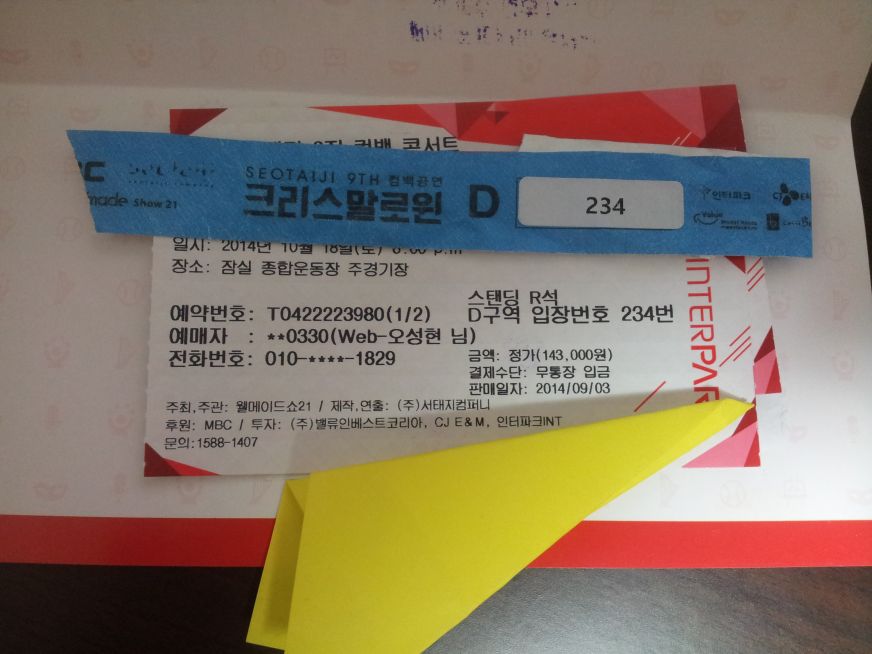 컴백 콘서트
made Show21
SEOTAIJI 9TH 컴백공연
크리스말로윈 D 234
인터파크
Value
일시: 2014년 10월 18일(토) 6:00 p.m
장소: 잠실 종합운동장 주경기장
스탠딩 R석
예약번호: T0422223980(1/2) D구역 입장번호 234번
예매자 : **0330(Web-오성현 님)
전화번호: 010-****-1829
금액: 정가(143,000원)
결제수단: 무통장 입금
판매일자: 2014/09/03
주최,주관: 웰메이드쇼21 / 제작,연출: (주)서태지컴퍼니
후원: MBC / 투자: (주)밸류인베스트코리아, CJ E&M, 인터파크INT
문의:1588-1407
INTERPAR